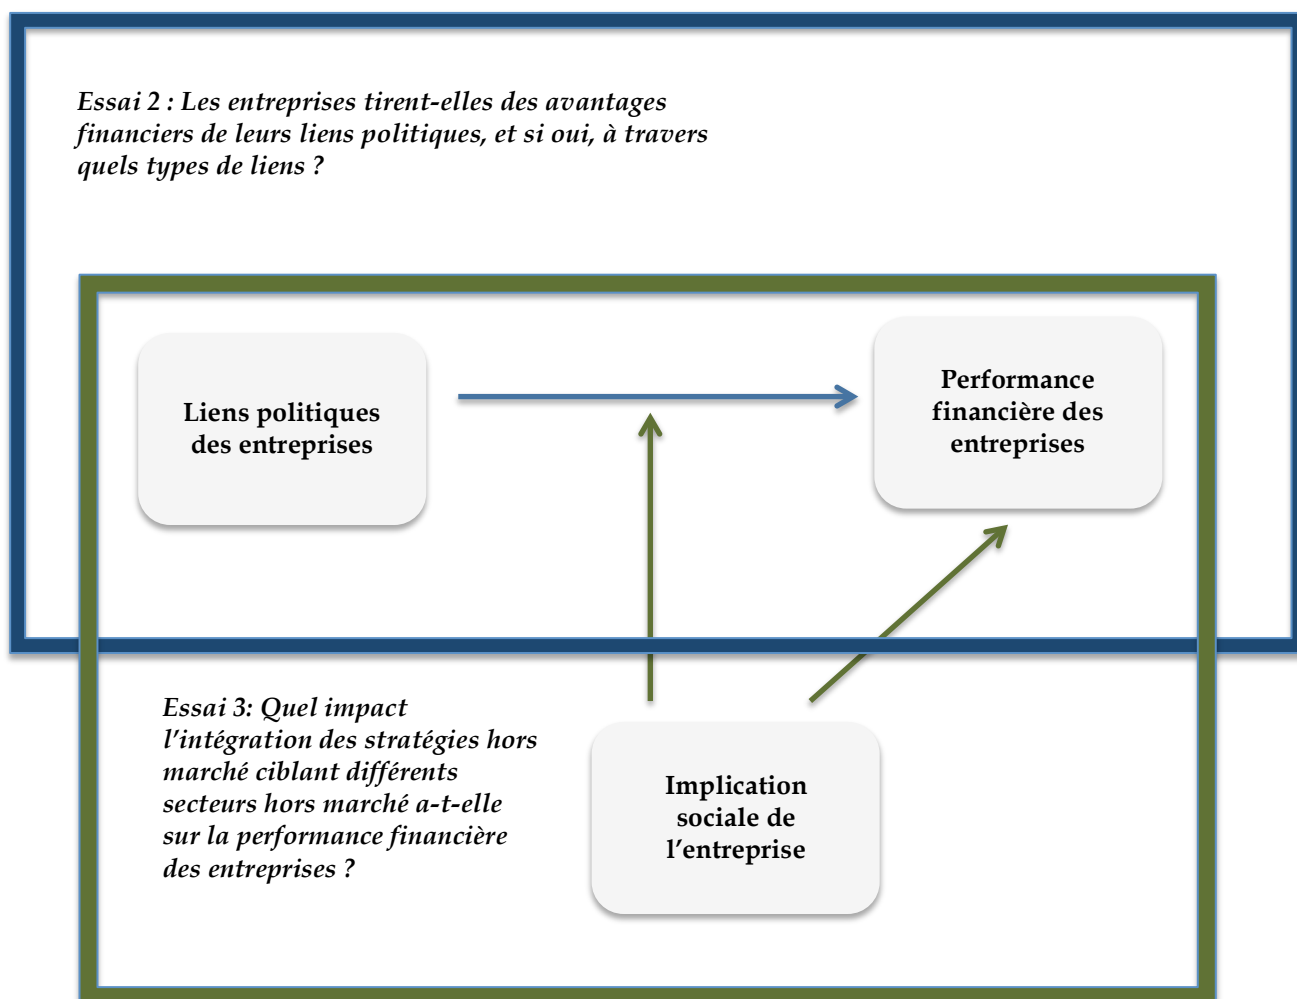 Essai 2 : Les entreprises tirent-elles des avantages
financiers de leurs liens politiques, et si oui, à travers
quels types de liens ?
Liens politiques
des entreprises
Performance
financière des
entreprises
Essai 3: Quel impact
l’intégration des stratégies hors
marché ciblant différents
secteurs hors marché a-t-elle
sur la performance financière
des entreprises ?
Implication
sociale de
l’entreprise